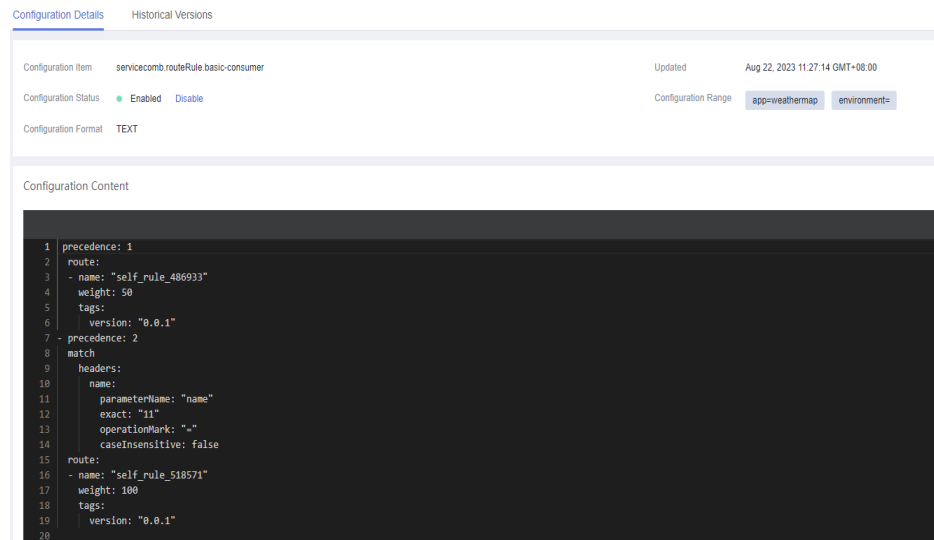 Configuration Details Historical Versions
Configuration Item servicecomb.routeRule.basic-consumer Updated Aug 22, 2023 11:27:14 GMT+08:00
Configuration Status Enabled Disable Configuration Range app=weathermap environment=
Configuration Format TEXT
Configuration Content
1 precedence: 1
2 route:
3 - name: "self_rule_486933"
4 weight: 50
5 tags:
6 version: "0.0.1"
7 - precedence: 2
8 match
9 headers:
10 name:
11 parameterName: "name"
12 exact: "11"
13 operationMark: "="
14 caseInsensitive: false
15 route:
16 - name: "self_rule_518571"
17 weight: 100
18 tags:
19 version: "0.0.1"
20